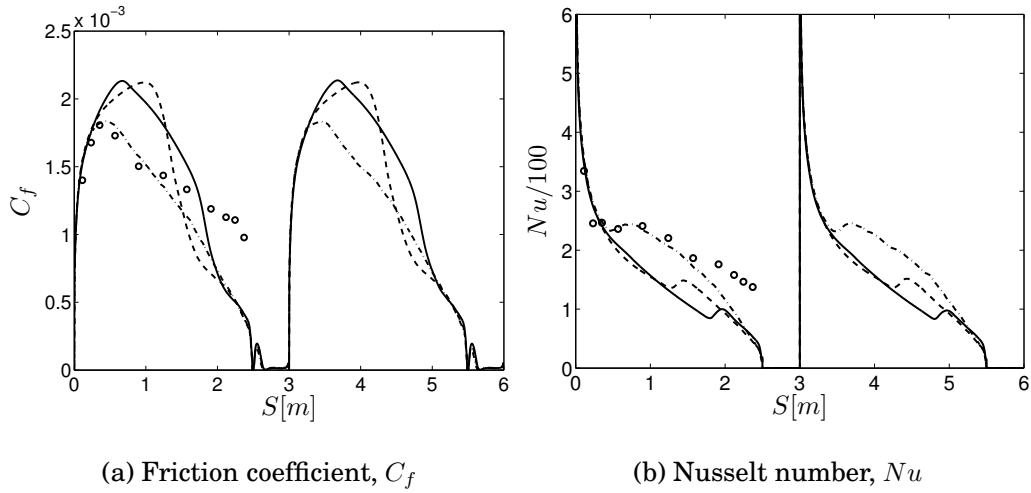 x 10⁻³
2.5
2
1.5
1
0.5
0
0 1 2 3 4 5 6
C_f
S[m]
6
5
4
3
2
1
0
0 1 2 3 4 5 6
Nu/100
S[m]
(a) Friction coefficient, C_f
(b) Nusselt number, Nu